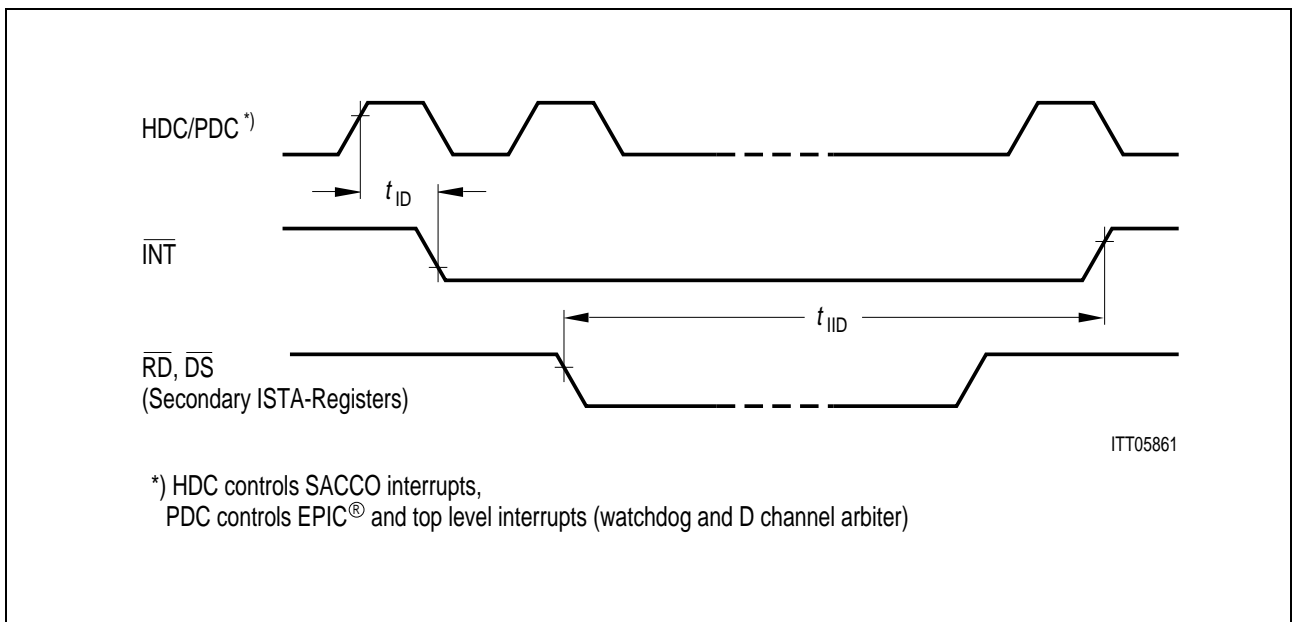 HDC/PDC *)
t ID
INT
t IID
RD, DS
(Secondary ISTA-Registers)
ITT05861
*) HDC controls SACCO interrupts,
PDC controls EPIC® and top level interrupts (watchdog and D channel arbiter)